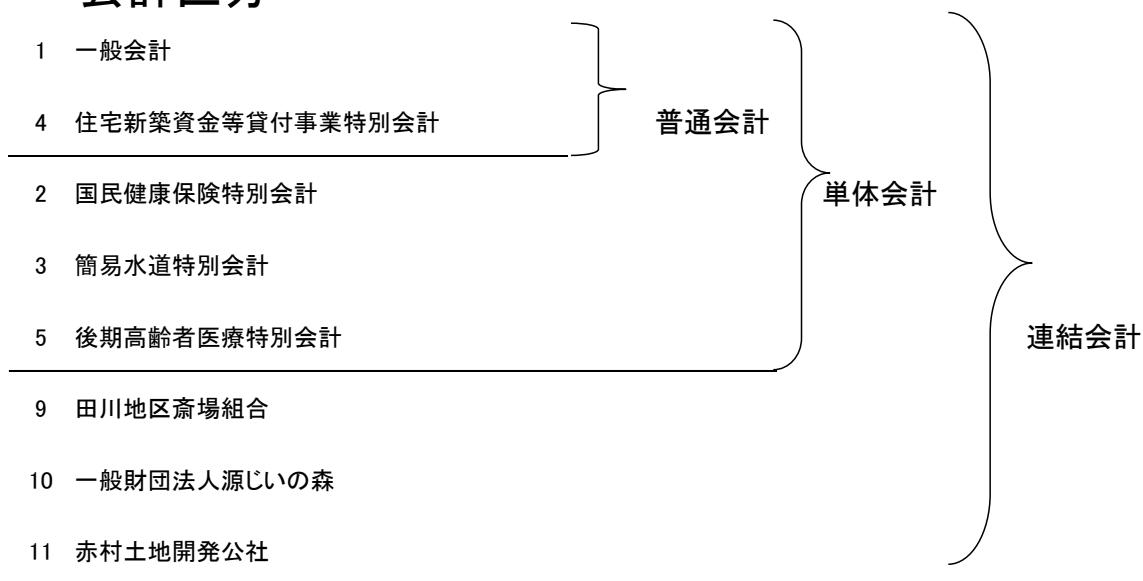 1 一般会計
4 住宅新築資金等貸付事業特別会計
普通会計
2 国民健康保険特別会計
単体会計
3 簡易水道特別会計
5 後期高齢者医療特別会計
連結会計
9 田川地区斎場組合
10 一般財団法人源じいの森
11 赤村土地開発公社